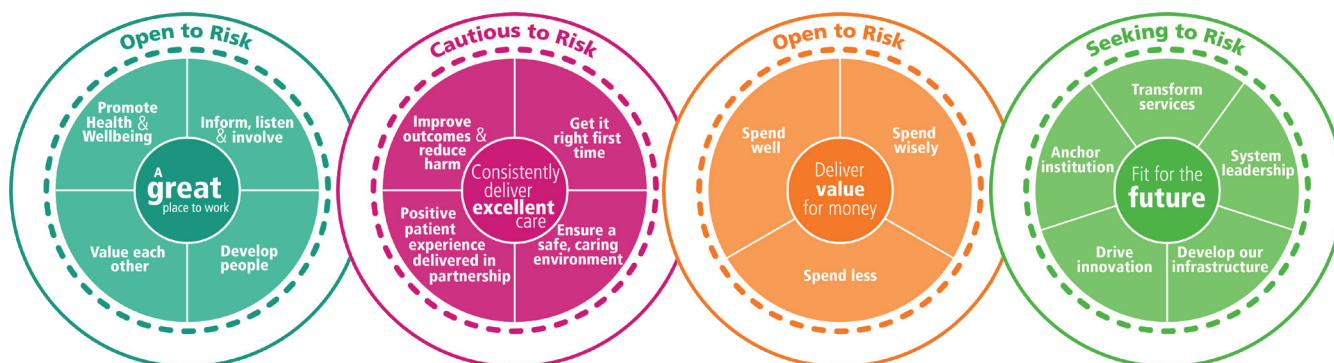 Open to Risk
Promote
Health &
Wellbeing
Inform, listen
& involve
A
great
place to work
Value each
other
Develop
people
Cautious to Risk
Improve
outcomes &
reduce
harm
Get it
right first
time
Consistently
deliver
excellent
care
Positive
patient
experience
delivered in
partnership
Ensure a
safe, caring
environment
Open to Risk
Spend
well
Spend
wisely
Deliver
value
for money
Spend less
Seeking to Risk
Transform
services
Anchor
institution
System
leadership
Fit for the
future
Drive
innovation
Develop our
infrastructure